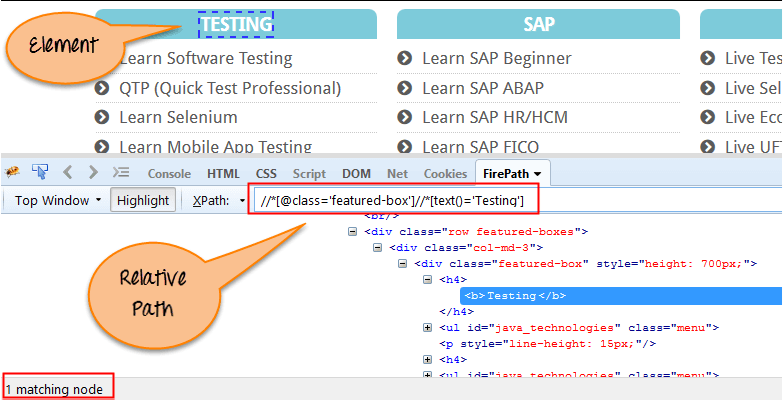 TESTING
SAP
Element
Learn Software Testing
Learn SAP Beginner
Live Tes
QTP (Quick Test Professional)
Learn SAP ABAP
Live Sel
Learn Selenium
Learn SAP HR/HCM
Live Eco
Learn Mobile App Testing
Learn SAP FICO
Live UFT
Console HTML CSS Script DOM Net Cookies FirePath
Top Window Highlight XPath: //*[@class='featured-box']//*[text()='Testing']
<br/>
<div class="row featured-boxes">
<div class="col-md-3">
<div class="featured-box" style="height: 700px;">
<h4>
<b>Testing</b>
</h4>
<ul id="java_technologies" class="menu">
<p style="line-height: 15px;"/>
<h4>
<ul id="java_technologies" class="menu">
Relative
Path
1 matching node